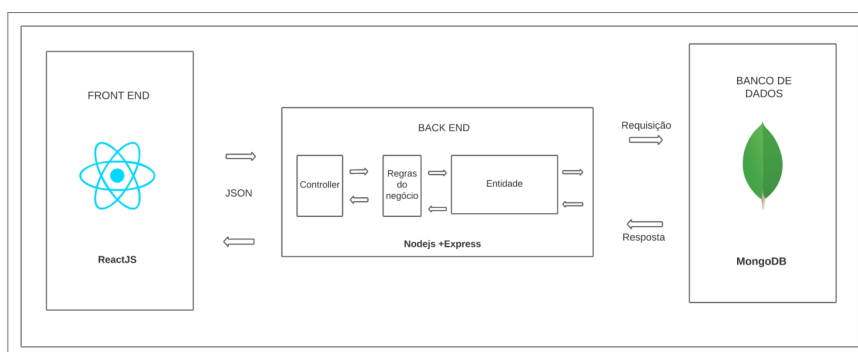 FRONT END
ReactJS
JSON
BACK END
Controller
Regras
do
negócio
Entidade
Nodejs +Express
Requisição
Resposta
BANCO DE
DADOS
MongoDB